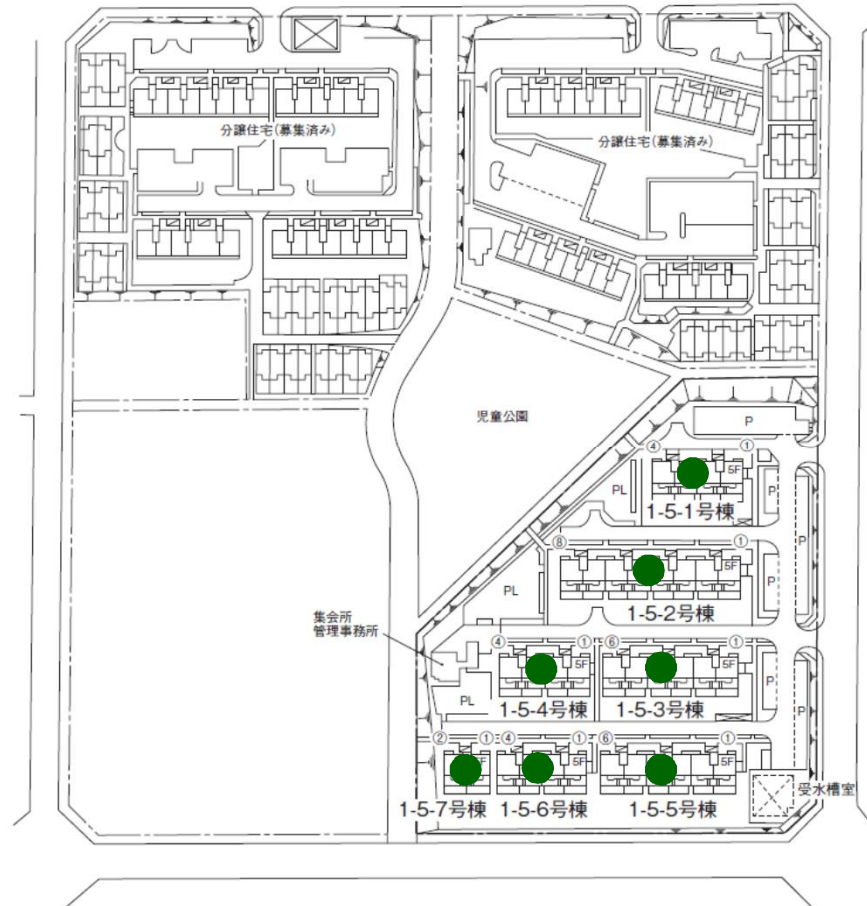 分譲住宅(募集済み)
分譲住宅(募集済み)
児童公園
P
④
①
5F
PL
P
1-5-1号棟
P
⑧
①
5F
PL
P
1-5-2号棟
集会所
管理事務所
④
①
⑥
①
5F
5F
P
PL
1-5-4号棟
1-5-3号棟
P
②
①
④
①
⑥
①
5F
5F
受水槽室
1-5-7号棟
1-5-6号棟
1-5-5号棟